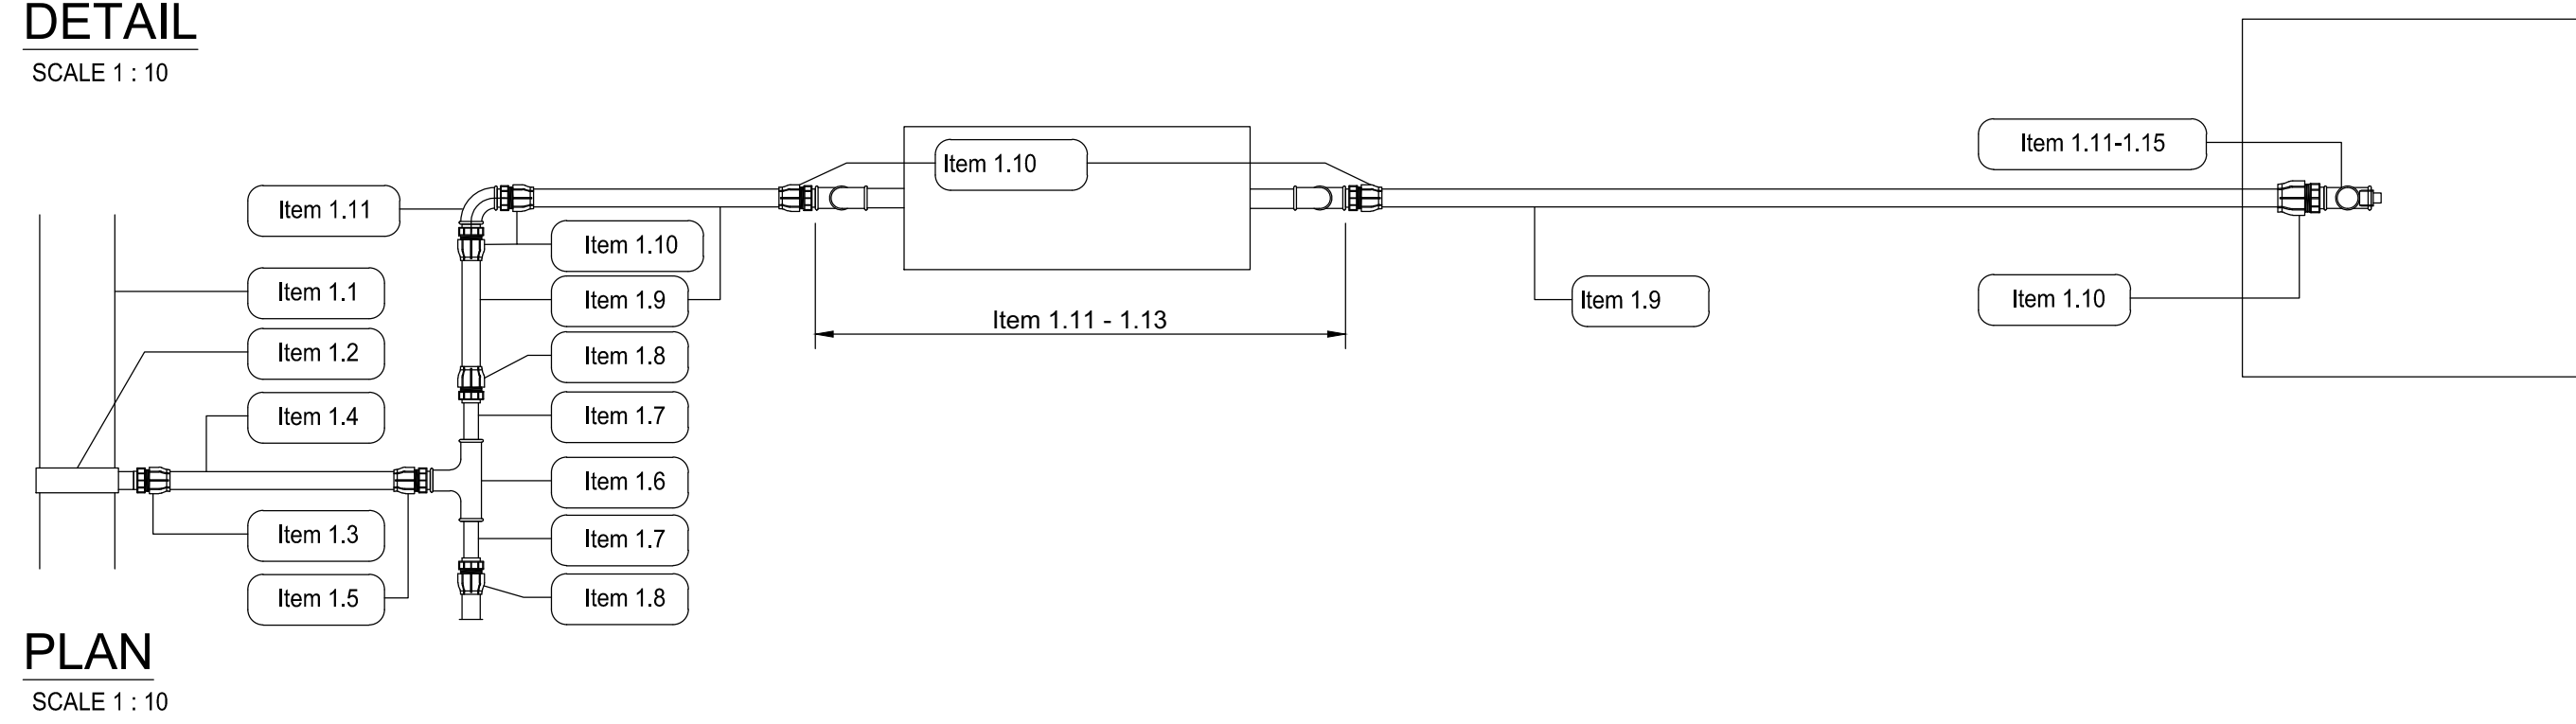 DETAIL
SCALE 1 : 10
Item 1.11-1.15
Item 1.10
Item 1.11
Item 1.10
Item 1.1
Item 1.9
Item 1.9
Item 1.10
Item 1.11 - 1.13
Item 1.2
Item 1.8
Item 1.4
Item 1.7
Item 1.6
Item 1.3
Item 1.7
Item 1.5
Item 1.8
PLAN
SCALE 1 : 10